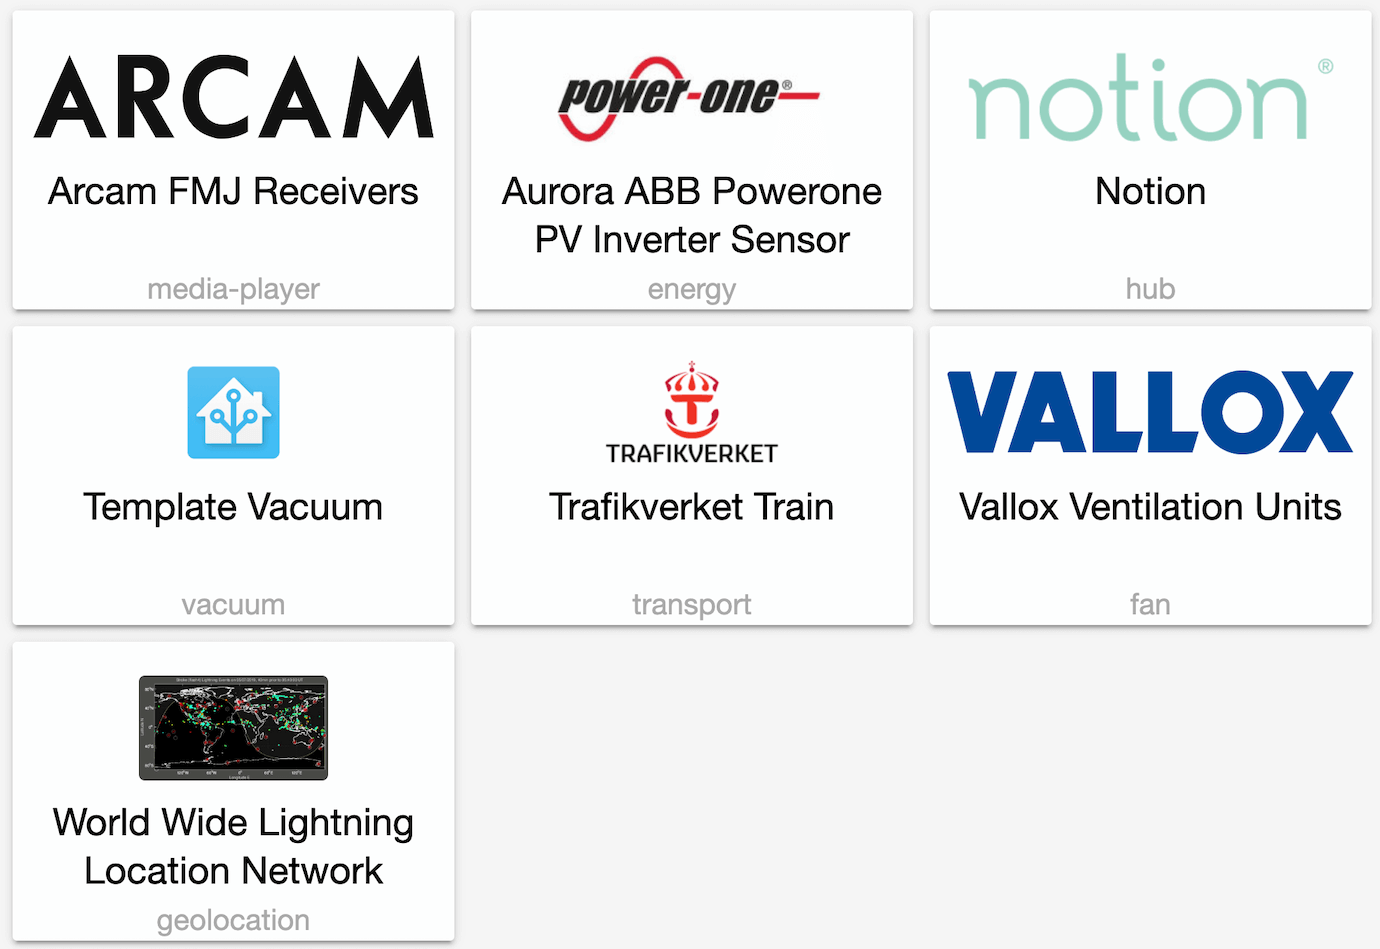 ARCAM
Arcam FMJ Receivers
media-player
power-one®
Aurora ABB Powerone
PV Inverter Sensor
energy
notion®
Notion
hub
Template Vacuum
vacuum
TRAFIKVERKET
Trafikverket Train
transport
VALLOX
Vallox Ventilation Units
fan
World Wide Lightning
Location Network
geolocation